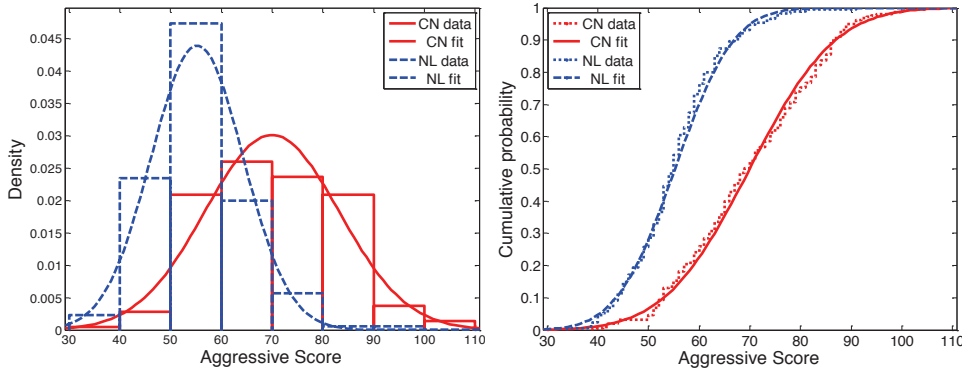 0.045
0.04
0.035
0.03
0.025
0.02
0.015
0.01
0.005
0
Density
30 40 50 60 70 80 90 100 110
Aggressive Score
CN data
CN fit
NL data
NL fit
1
0.9
0.8
0.7
0.6
0.5
0.4
0.3
0.2
0.1
0
Cumulative probability
30 40 50 60 70 80 90 100 110
Aggressive Score
CN data
CN fit
NL data
NL fit